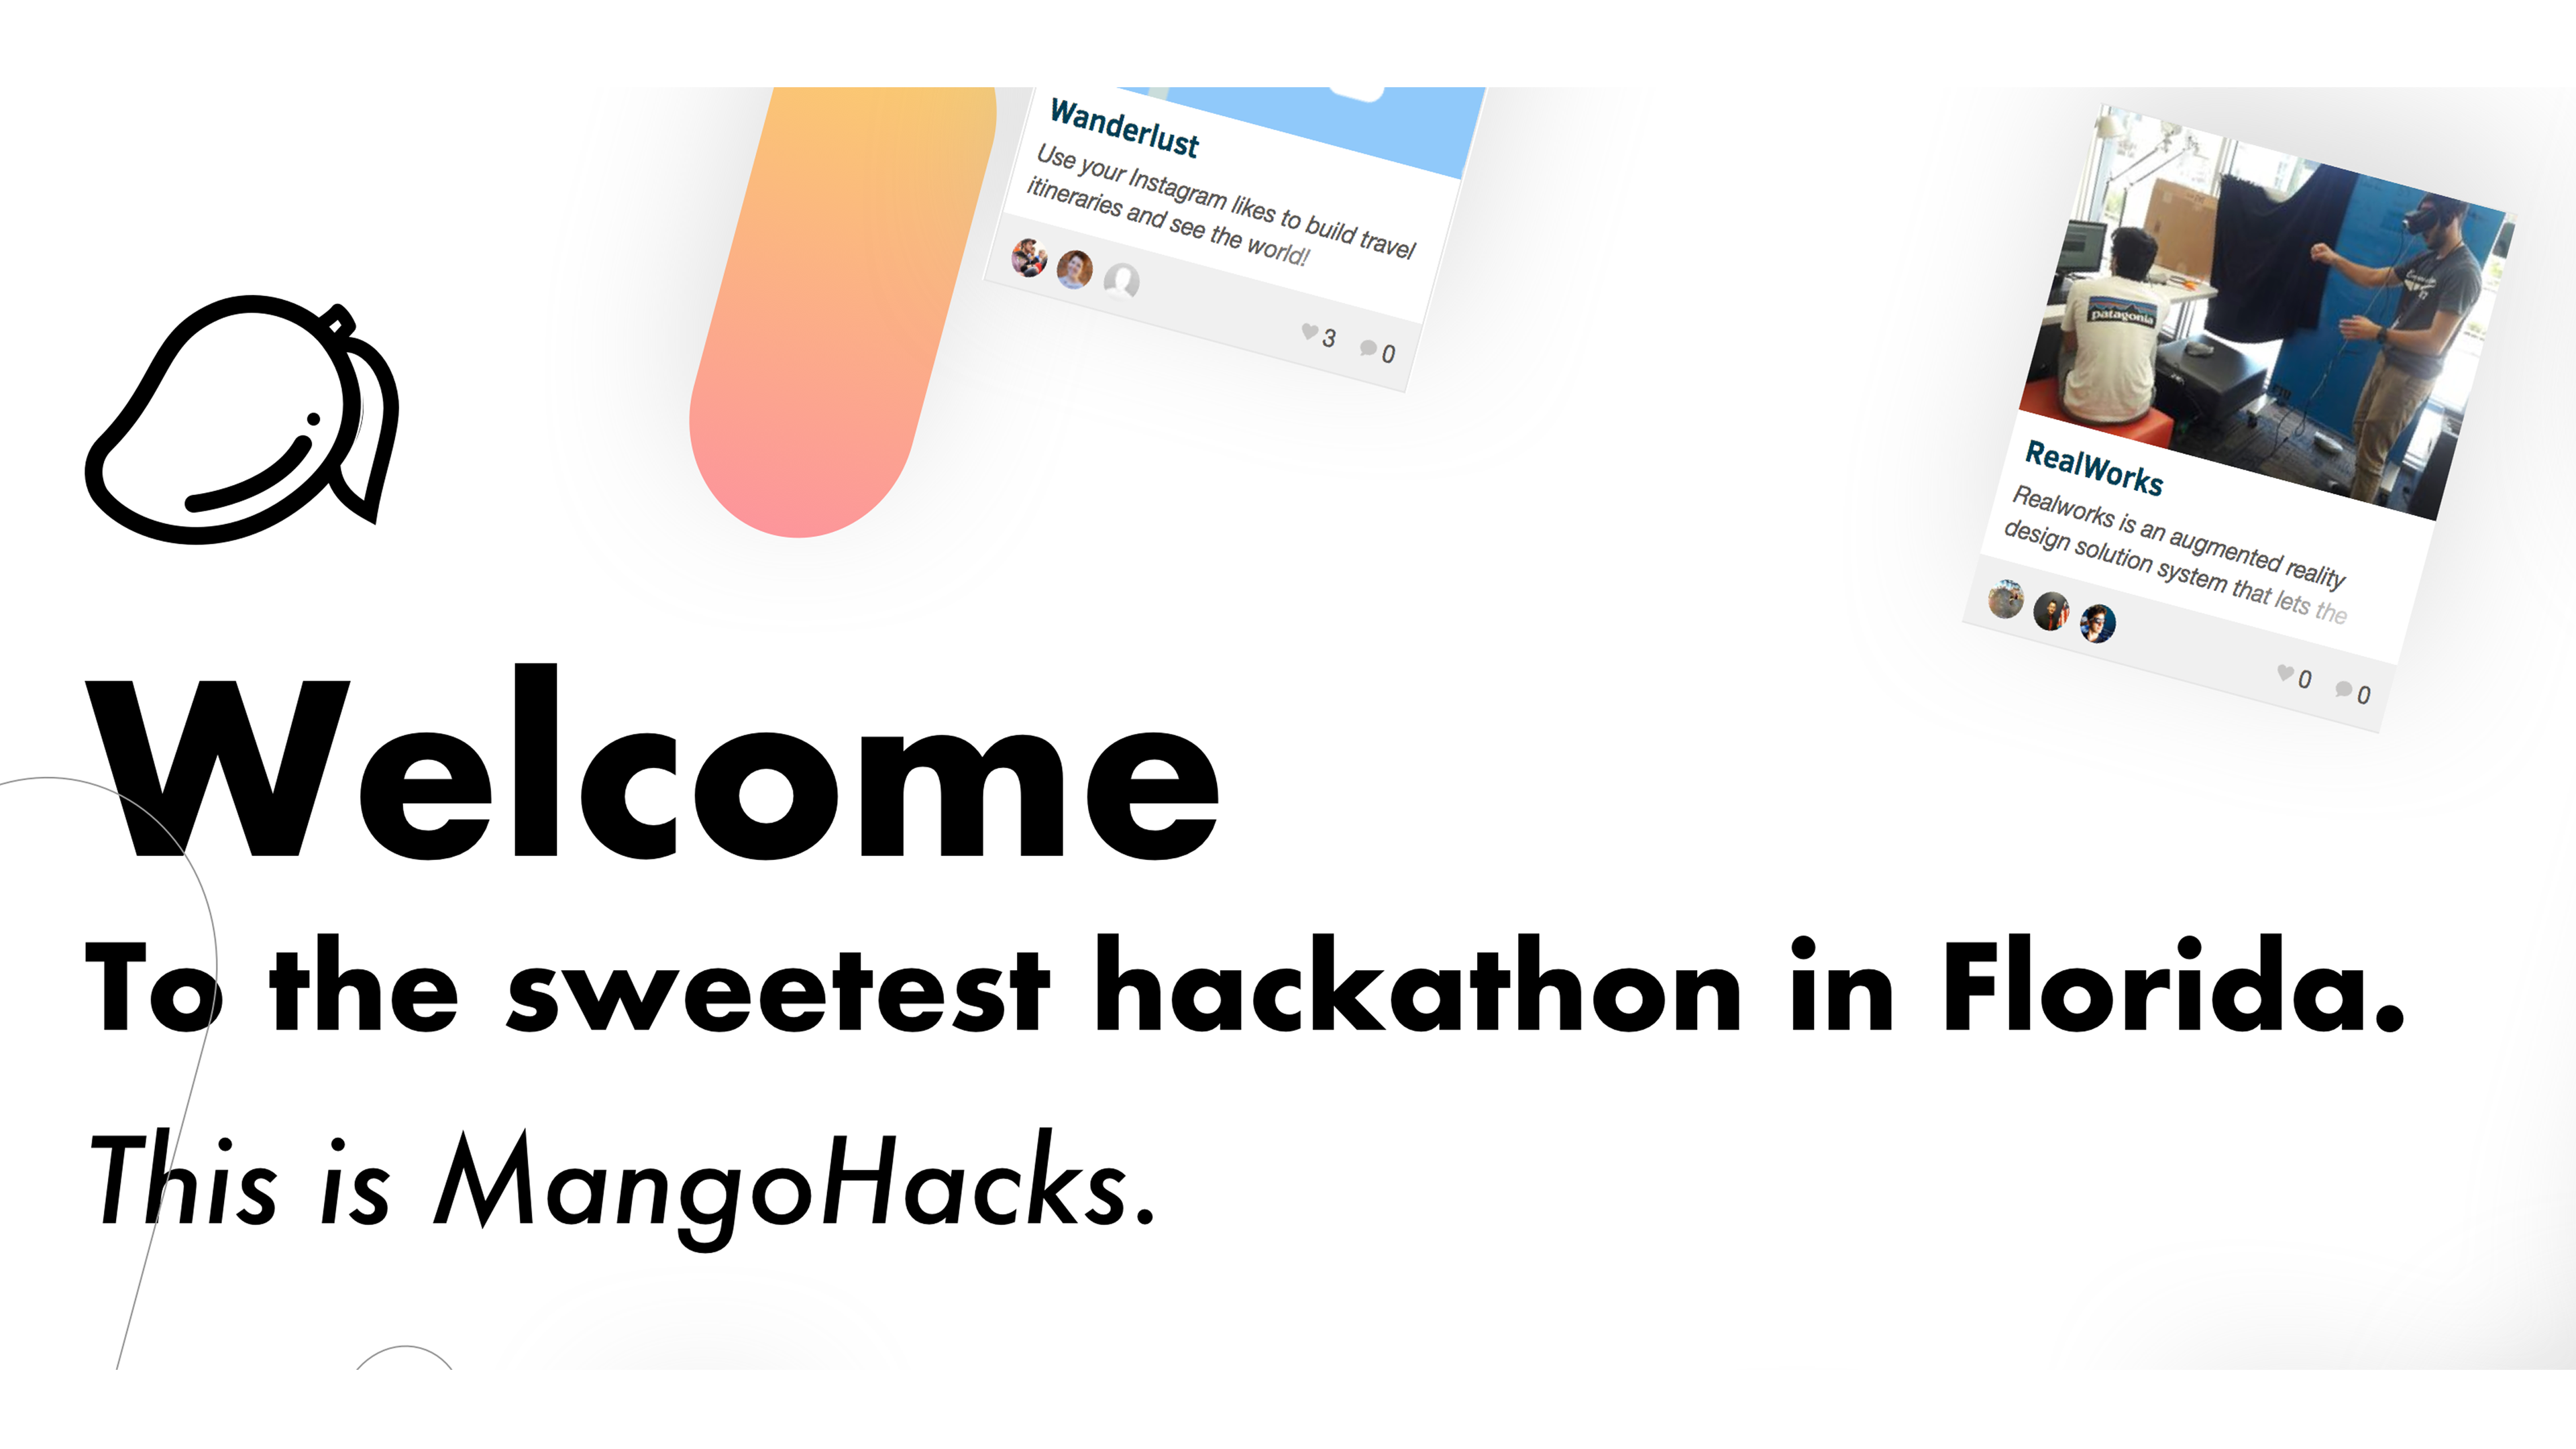 Wanderlust
Use your Instagram likes to build travel
itineraries and see the world!
3 0
patagonia
RealWorks
Realworks is an augmented reality
design solution system that lets the
0 0
Welcome
To the sweetest hackathon in Florida.
This is MangoHacks.